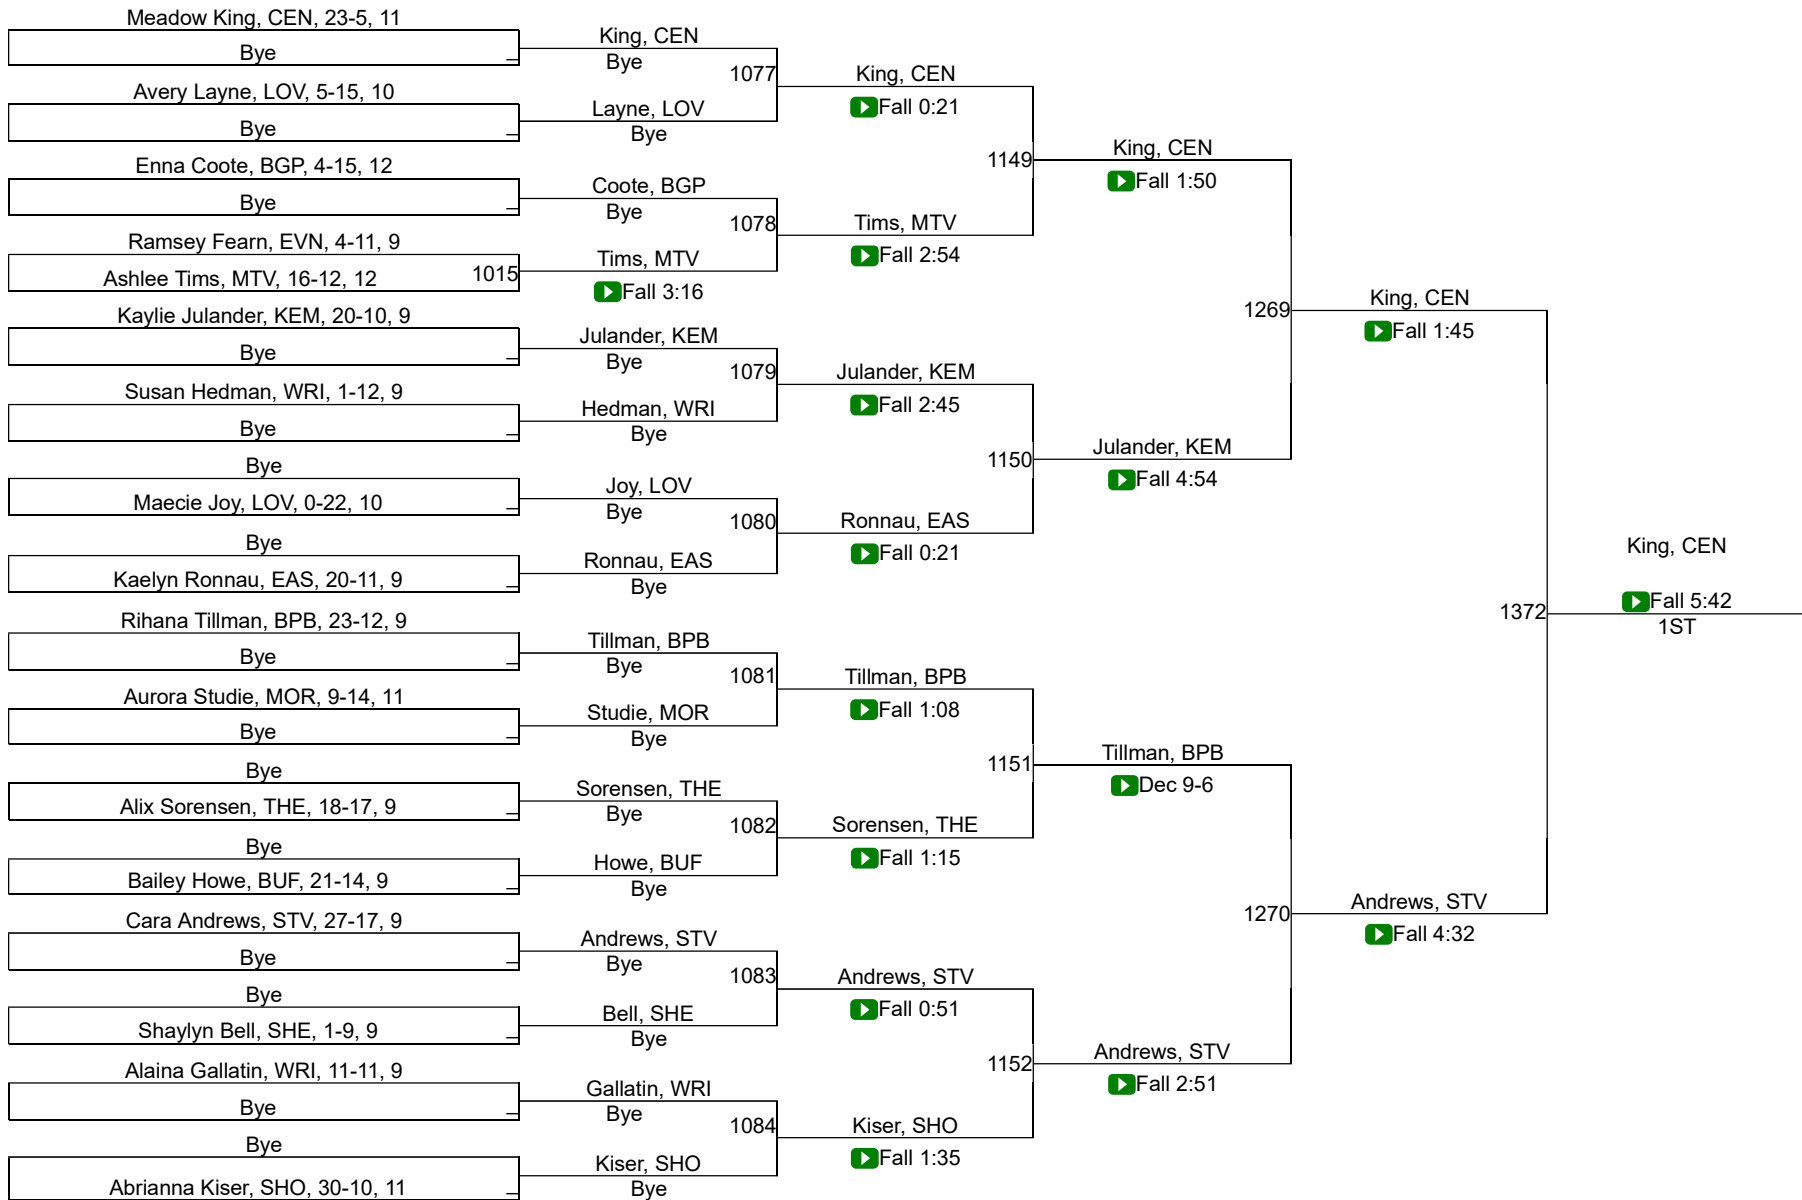 Meadow King, CEN, 23-5, 11
Bye
Avery Layne, LOV, 5-15, 10
Bye
Enna Coote, BGP, 4-15, 12
Bye
Ramsey Fearn, EVN, 4-11, 9
Ashlee Tims, MTV, 16-12, 12
1015
Kaylie Julander, KEM, 20-10, 9
Bye
Susan Hedman, WRI, 1-12, 9
Bye
Bye
Maecie Joy, LOV, 0-22, 10
Bye
Kaelyn Ronnau, EAS, 20-11, 9
Rihana Tillman, BPB, 23-12, 9
Bye
Aurora Studie, MOR, 9-14, 11
Bye
Bye
Alix Sorensen, THE, 18-17, 9
Bye
Bailey Howe, BUF, 21-14, 9
Cara Andrews, STV, 27-17, 9
Bye
Bye
Shaylyn Bell, SHE, 1-9, 9
Alaina Gallatin, WRI, 11-11, 9
Bye
Bye
Abrianna Kiser, SHO, 30-10, 11
King, CEN
Bye
1077
Layne, LOV
Bye
Coote, BGP
Bye
1078
Tims, MTV
Fall 3:16
Julander, KEM
Bye
1079
Hedman, WRI
Bye
Joy, LOV
Bye
1080
Ronnau, EAS
Bye
Tillman, BPB
Bye
1081
Studie, MOR
Bye
Sorensen, THE
Bye
1082
Howe, BUF
Bye
Andrews, STV
Bye
1083
Bell, SHE
Bye
Gallatin, WRI
Bye
1084
Kiser, SHO
Bye
King, CEN
Fall 0:21
1149
Tims, MTV
Fall 2:54
Julander, KEM
Fall 2:45
1150
Ronnau, EAS
Fall 0:21
Tillman, BPB
Fall 1:08
1151
Sorensen, THE
Fall 1:15
Andrews, STV
Fall 0:51
1152
Kiser, SHO
Fall 1:35
King, CEN
Fall 1:50
1269
Julander, KEM
Fall 4:54
Tillman, BPB
Dec 9-6
1270
Andrews, STV
Fall 2:51
King, CEN
Fall 1:45
1372
Andrews, STV
Fall 4:32
King, CEN
Fall 5:42
1ST